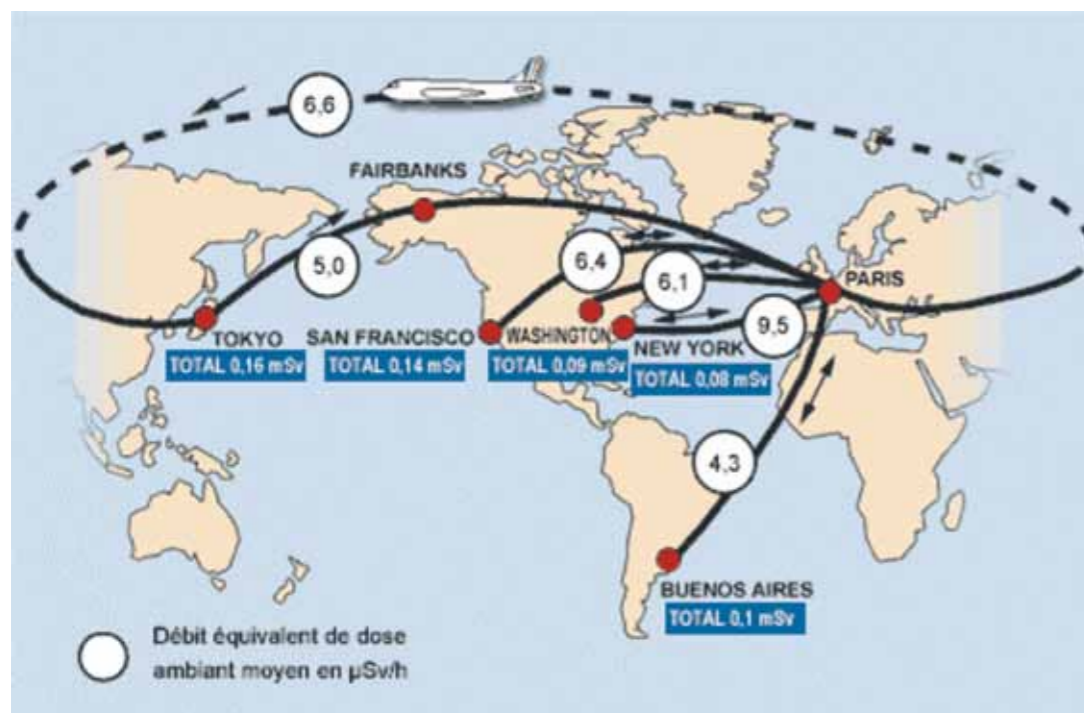 6,6
FAIRBANKS
5,0
6,4
6,1
PARIS
9,5
TOKYO
TOTAL 0,16 mSv
SAN FRANCISCO
TOTAL 0,14 mSv
WASHINGTON
TOTAL 0,09 mSv
NEW YORK
TOTAL 0,08 mSv
4,3
BUENOS AIRES
TOTAL 0,1 mSv
Débit équivalent de dose
ambiant moyen en µSv/h